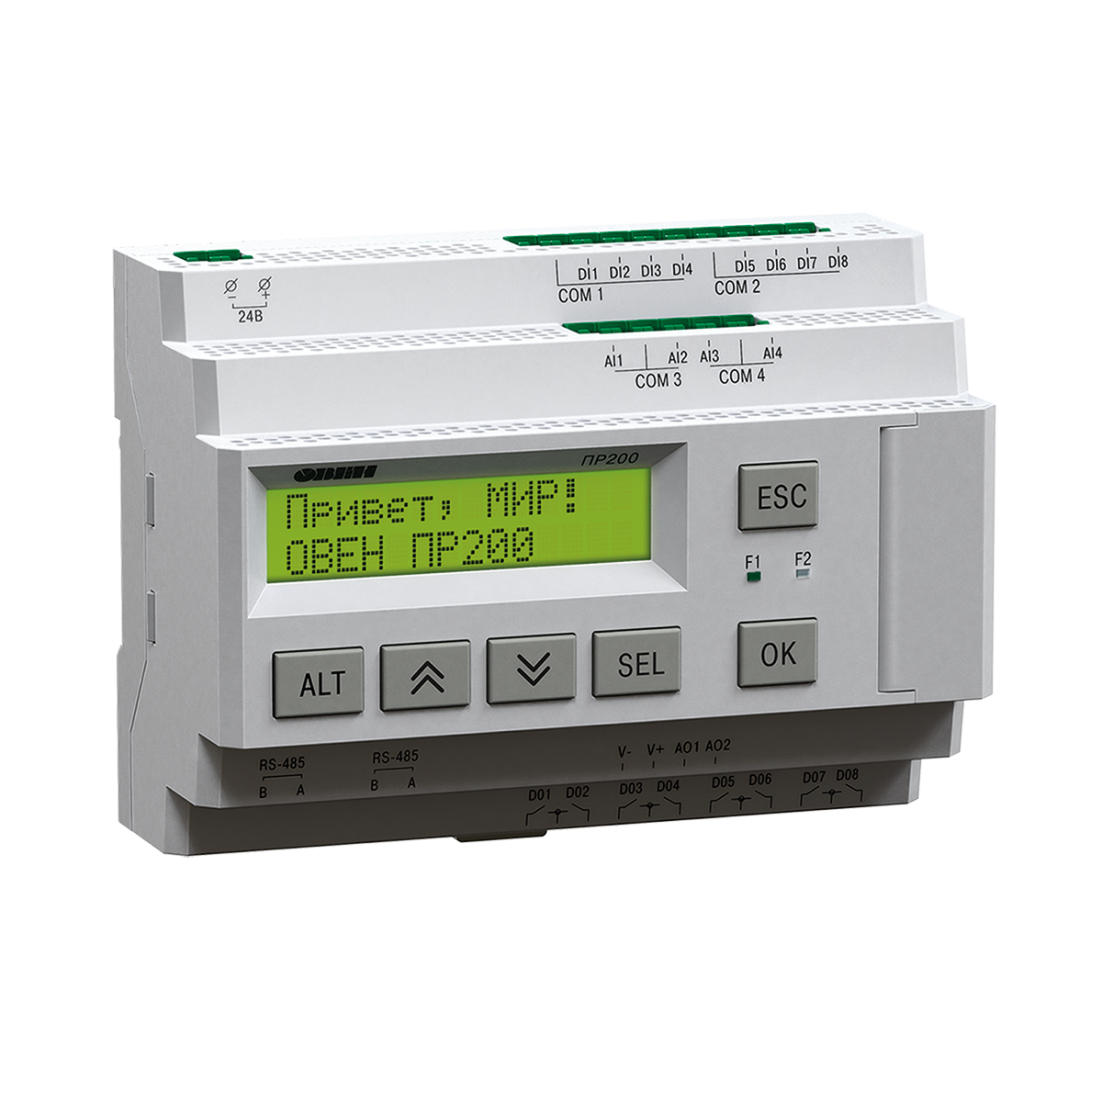 DI1 DI2 DI3 DI4 DI5 DI6 DI7 DI8
COM 1 COM 2
− +
24В
AI1 AI2 AI3 AI4
COM 3 COM 4
ОВЕН ПР200
Привет, МИР!
ОВЕН ПР200
ESC
F1 F2
ALT SEL OK
RS-485 RS-485 V- V+ AO1 AO2
B A B A
DO1 DO2 DO3 DO4 DO5 DO6 DO7 DO8